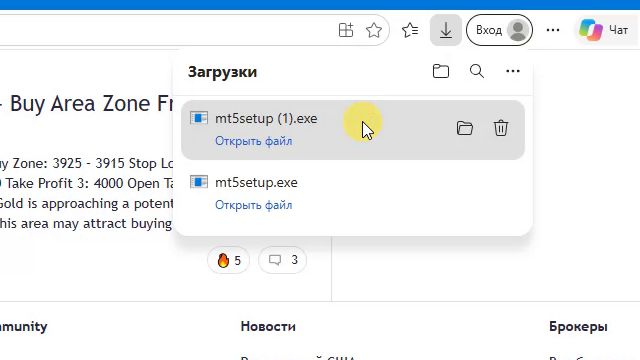 Вход
Чат
Загрузки
mt5setup (1).exe
Открыть файл
mt5setup.exe
Открыть файл
- Buy Area Zone Fr
uy Zone: 3925 - 3915 Stop Lo
Take Profit 3: 4000 Open Ta
Gold is approaching a potent
his area may attract buying
5
3
mmunity
Новости
Брокеры